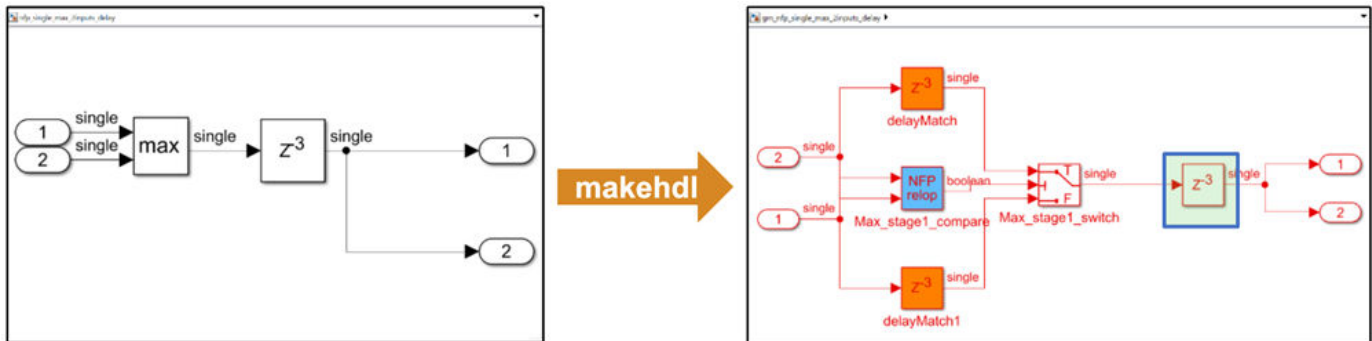 nfp_single_max_2inputs_delay
single
1
single
2
max
single
Z-3
single
1
2
makehdl
gm_nfp_single_max_2inputs_delay
Z-3
single
delayMatch
2
single
NFP
relop
boolean
Max_stage1_compare
T
F
single
Max_stage1_switch
Z-3
single
1
2
1
single
Z-3
single
delayMatch1